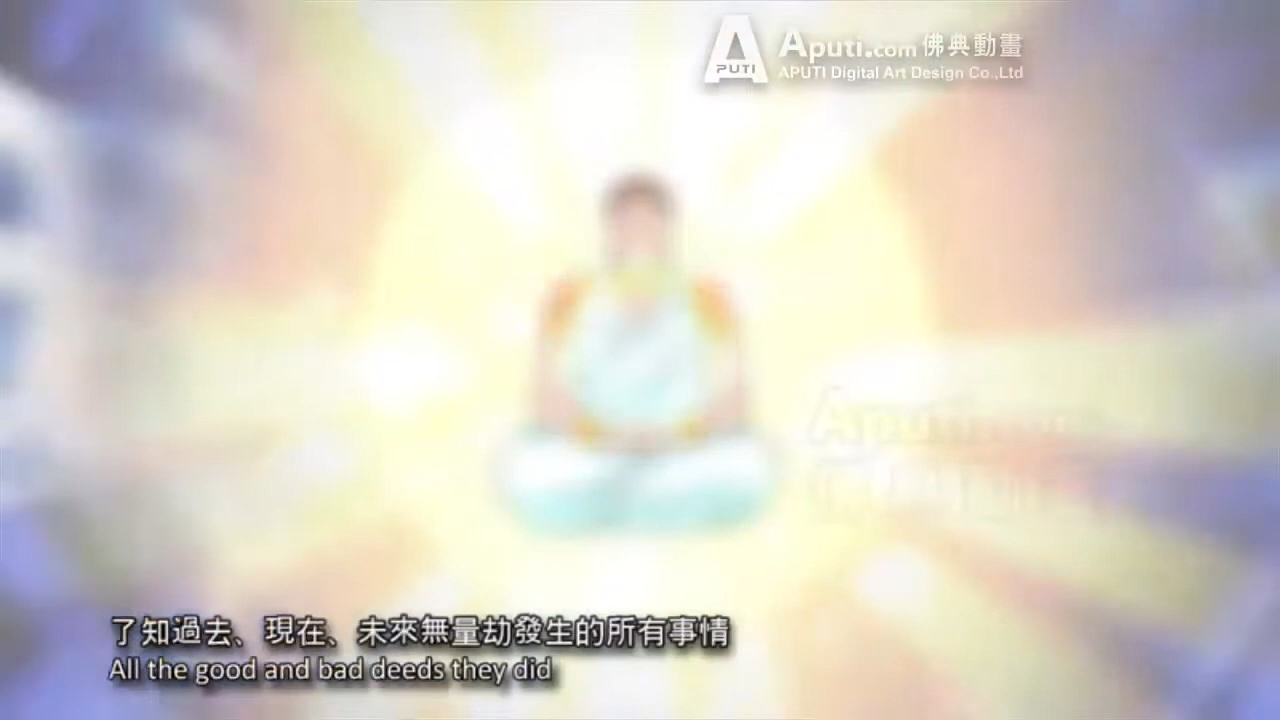 A
PUTI
Aputi.com 佛典動畫
APUTI Digital Art Design Co.,Ltd
Aputi
了知過去、現在、未來無量劫發生的所有事情
All the good and bad deeds they did